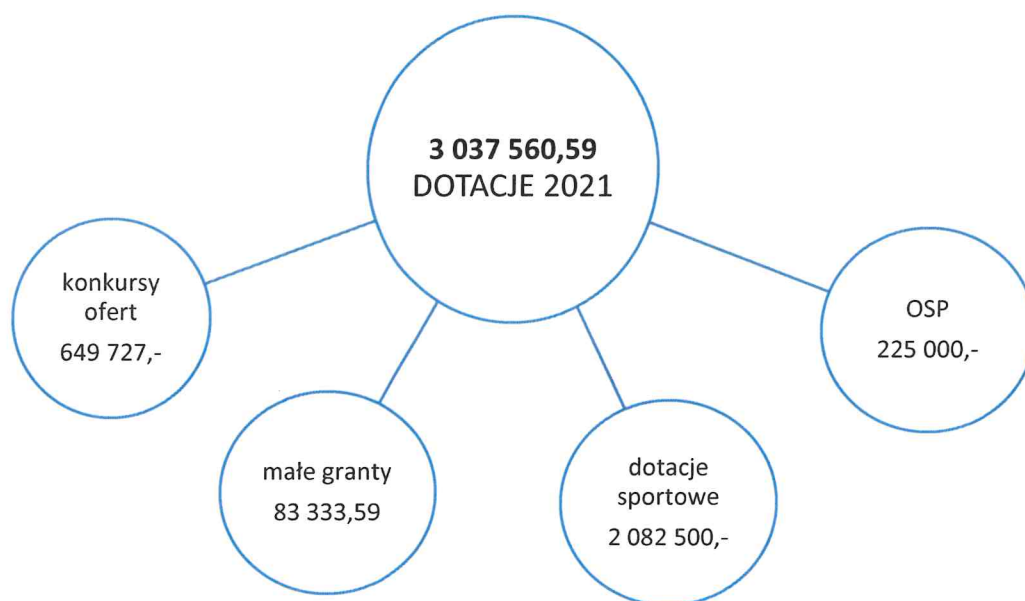 3 037 560,59
DOTACJE 2021
konkursy
ofert
649 727,-
małe granty
83 333,59
dotacje
sportowe
2 082 500,-
OSP
225 000,-